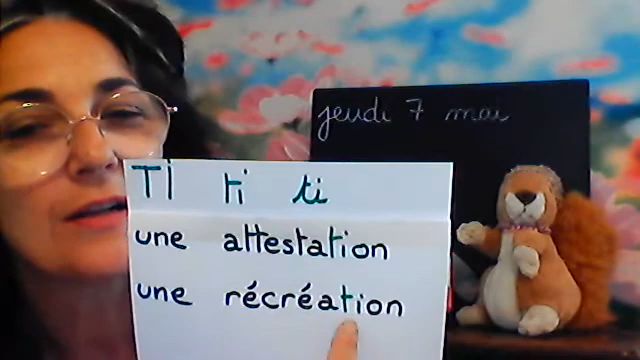 jeudi 7 mai
TI ti ti
une attestation
une récréation